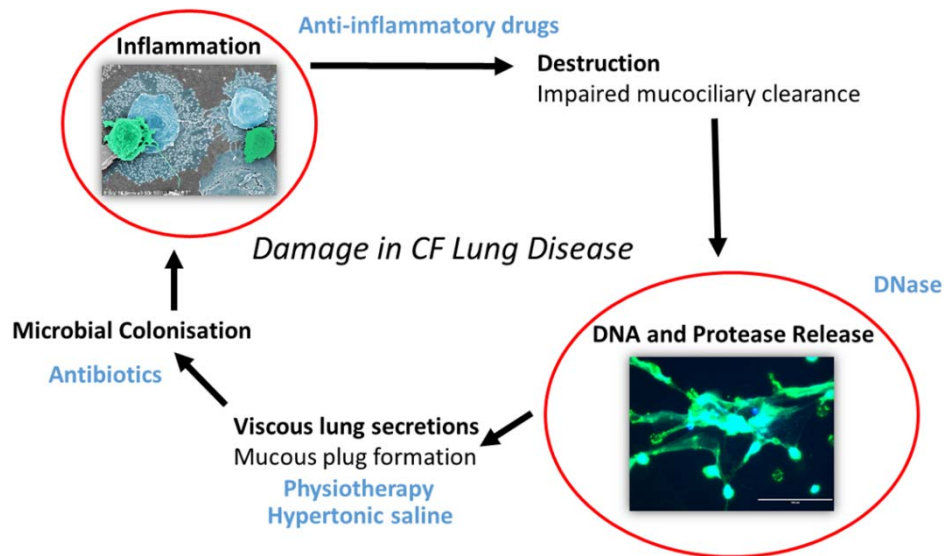 Anti-inflammatory drugs
Inflammation
Destruction
Impaired mucociliary clearance
Damage in CF Lung Disease
DNase
DNA and Protease Release
Microbial Colonisation
Antibiotics
Viscous lung secretions
Mucous plug formation
Physiotherapy
Hypertonic saline